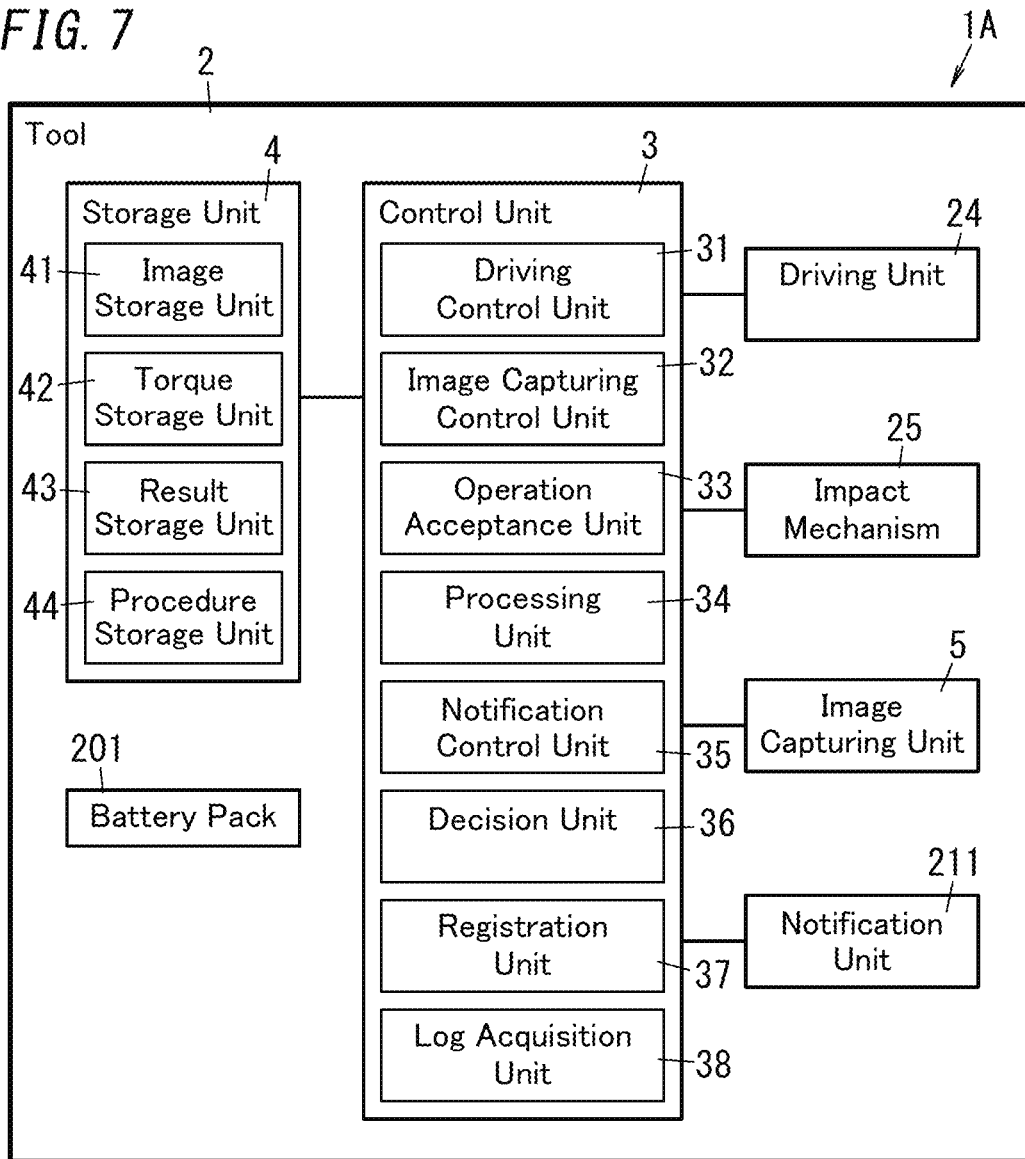 FIG. 7
1A
2
Tool
4
Storage Unit
41
Image
Storage Unit
42
Torque
Storage Unit
43
Result
Storage Unit
44
Procedure
Storage Unit
201
Battery Pack
3
Control Unit
31
Driving
Control Unit
32
Image Capturing
Control Unit
33
Operation
Acceptance Unit
34
Processing
Unit
35
Notification
Control Unit
36
Decision Unit
37
Registration
Unit
38
Log Acquisition
Unit
24
Driving Unit
25
Impact
Mechanism
5
Image
Capturing Unit
211
Notification
Unit